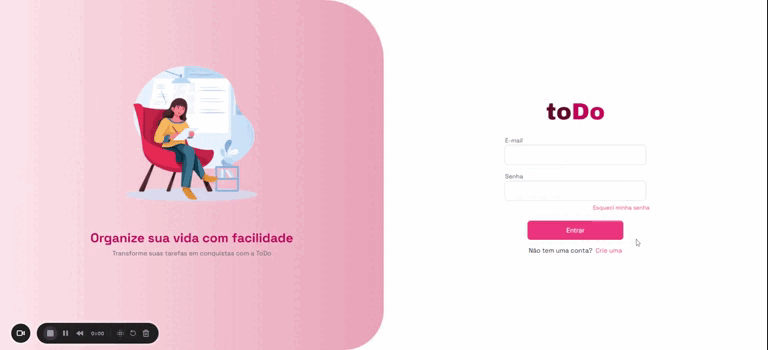 toDo
E-mail
Senha
Esqueci minha senha
Entrar
Não tem uma conta? Crie uma
Organize sua vida com facilidade
Transforme suas tarefas em conquistas com a ToDo
0:00